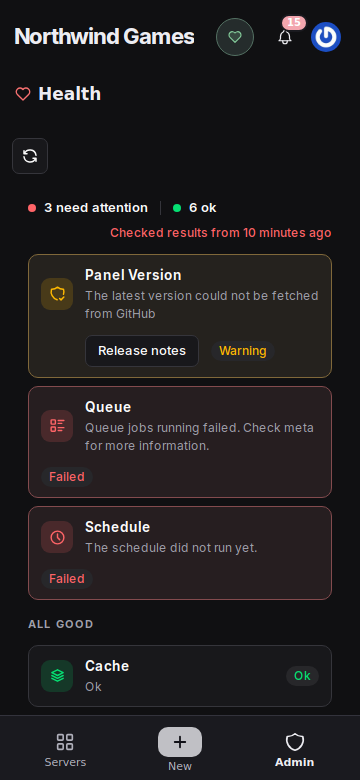 Northwind Games
15
Health
3 need attention
6 ok
Checked results from 10 minutes ago
Panel Version
The latest version could not be fetched
from GitHub
Release notes
Warning
Queue
Queue jobs running failed. Check meta
for more information.
Failed
Schedule
The schedule did not run yet.
Failed
ALL GOOD
Cache
Ok
Ok
Servers
New
Admin